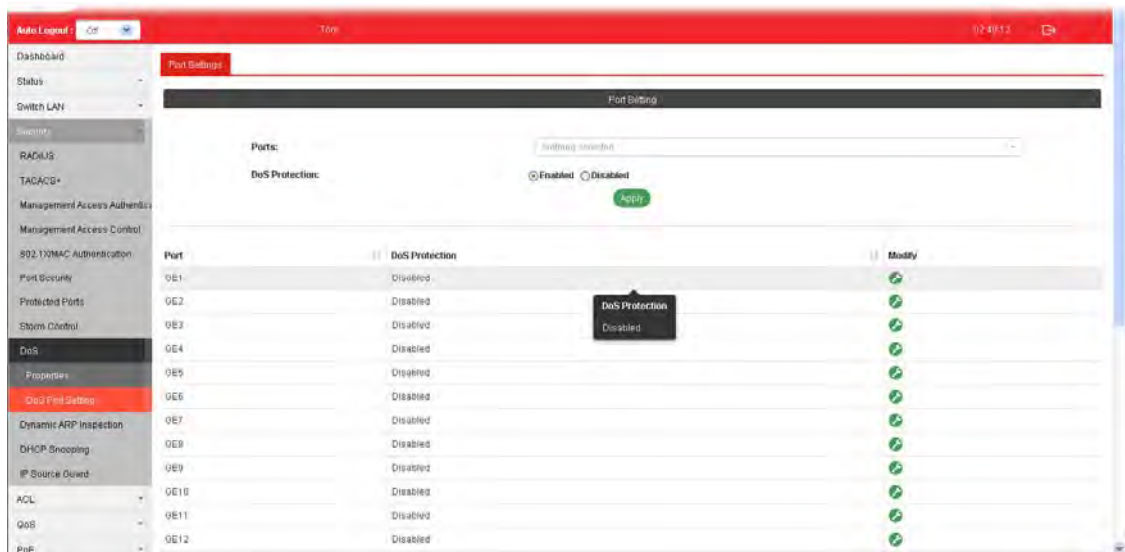 Auto Logout : Off
Tom
Dashboard
Status
Switch LAN
Security
RADIUS
TACACS+
Management Access Authentica
Management Access Control
802.1X/MAC Authentication
Port Security
Protected Ports
Storm Control
DoS
Properties
DoS Port Setting
Dynamic ARP Inspection
DHCP Snooping
IP Source Guard
ACL
QoS
PoE
Port Settings
Port Setting
Ports: Nothing selected
DoS Protection: Enabled Disabled
Apply
Port DoS Protection Modify
GE1 Disabled
GE2 Disabled
GE3 Disabled
GE4 Disabled
GE5 Disabled
GE6 Disabled
GE7 Disabled
GE8 Disabled
GE9 Disabled
GE10 Disabled
GE11 Disabled
GE12 Disabled
DoS Protection
Disabled